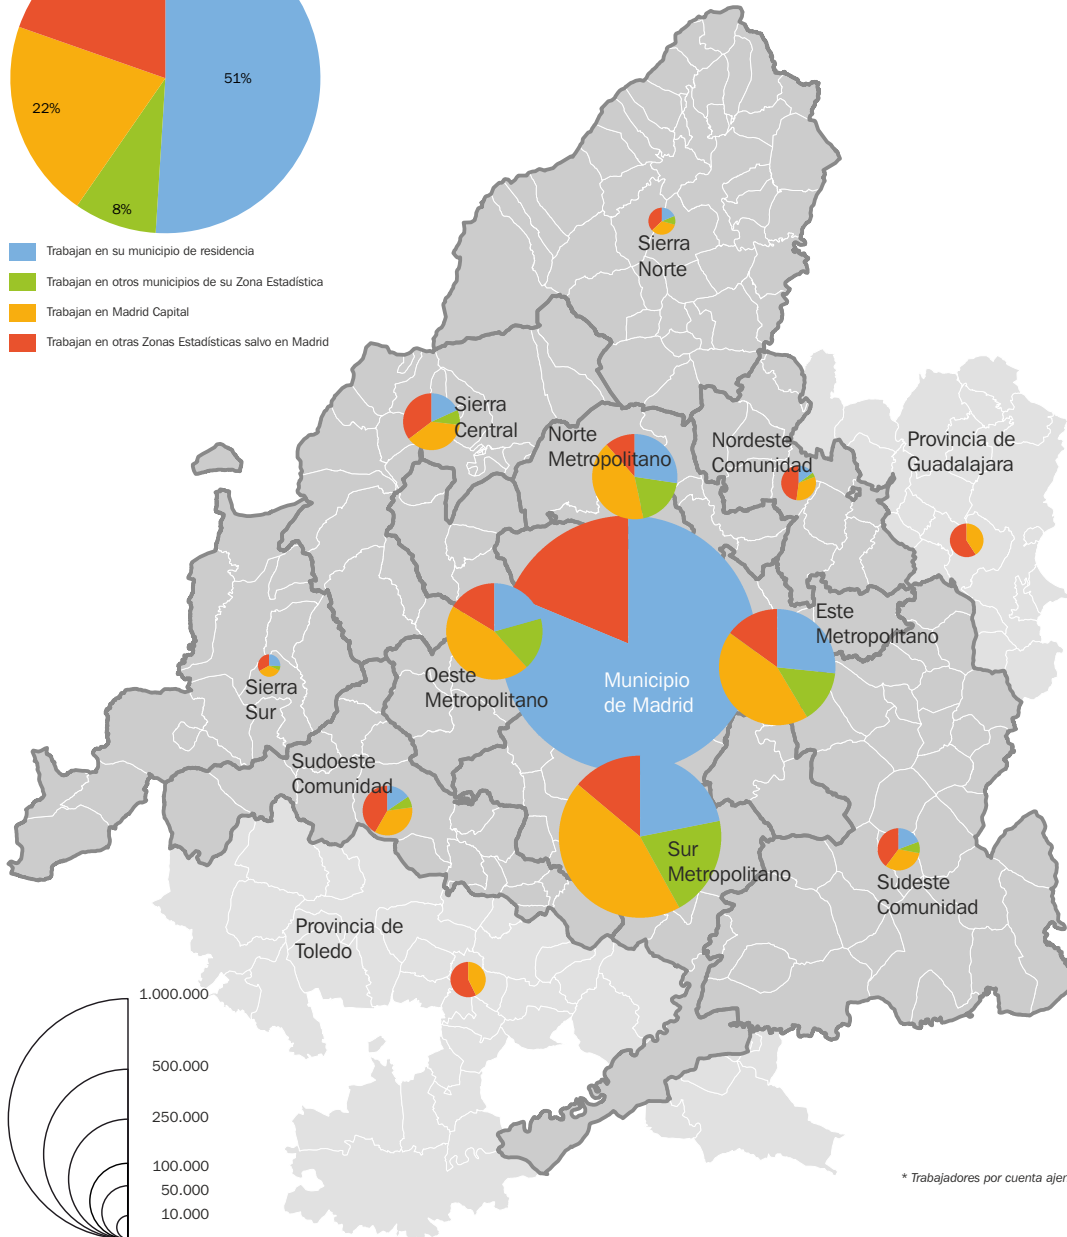 51%
22%
8%
Trabajan en su municipio de residencia
Trabajan en otros municipios de su Zona Estadística
Trabajan en Madrid Capital
Trabajan en otras Zonas Estadísticas salvo en Madrid
Sierra
Norte
Sierra
Central
Norte
Metropolitano
Nordeste
Comunidad
Provincia de
Guadalajara
Este
Metropolitano
Oeste
Metropolitano
Municipio
de Madrid
Sierra
Sur
Sudoeste
Comunidad
Sur
Metropolitano
Sudeste
Comunidad
Provincia de
Toledo
1.000.000
500.000
250.000
100.000
50.000
10.000
* Trabajadores por cuenta